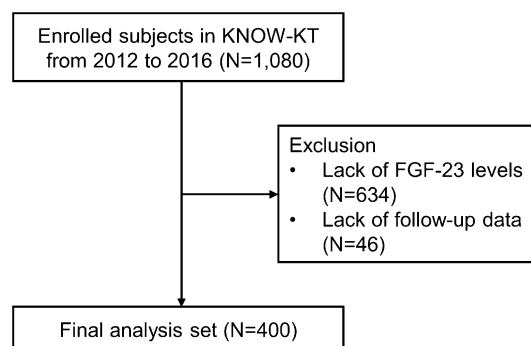 Enrolled subjects in KNOW-KT
from 2012 to 2016 (N=1,080)
Exclusion
• Lack of FGF-23 levels
(N=634)
• Lack of follow-up data
(N=46)
Final analysis set (N=400)